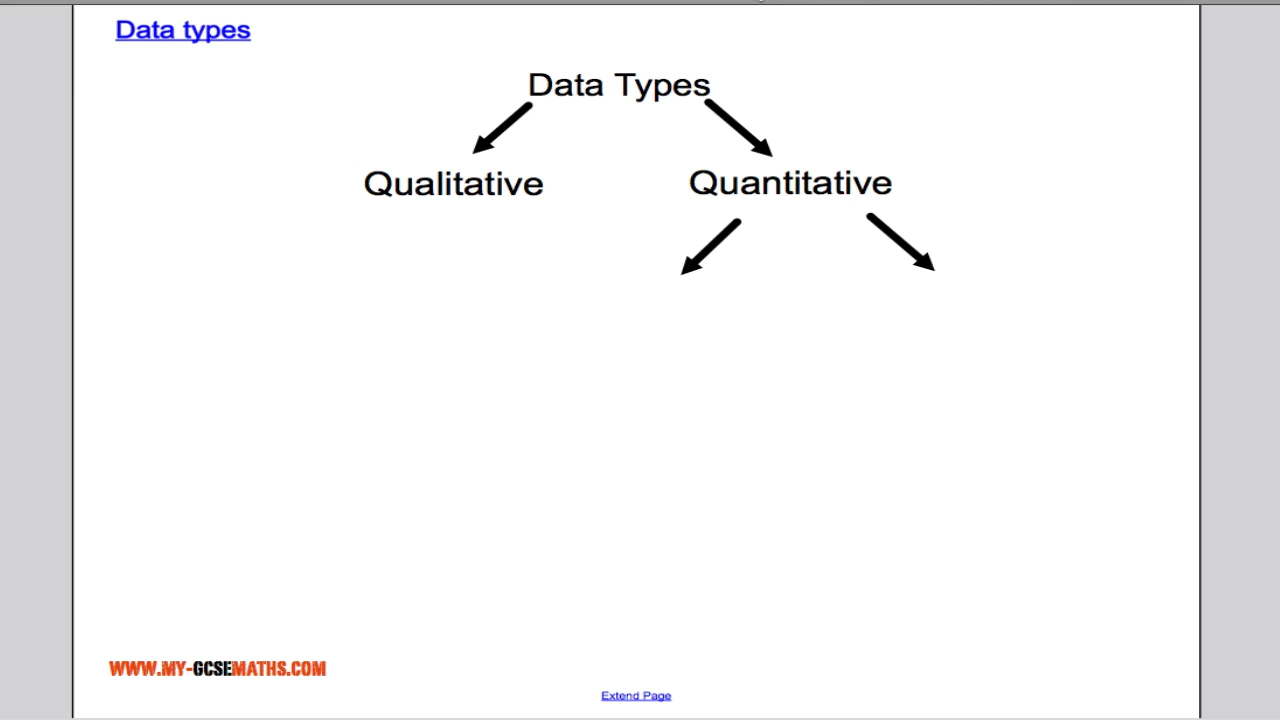 Data types
Data Types
Qualitative
Quantitative
WWW.MY-GCSEMATHS.COM
Extend Page